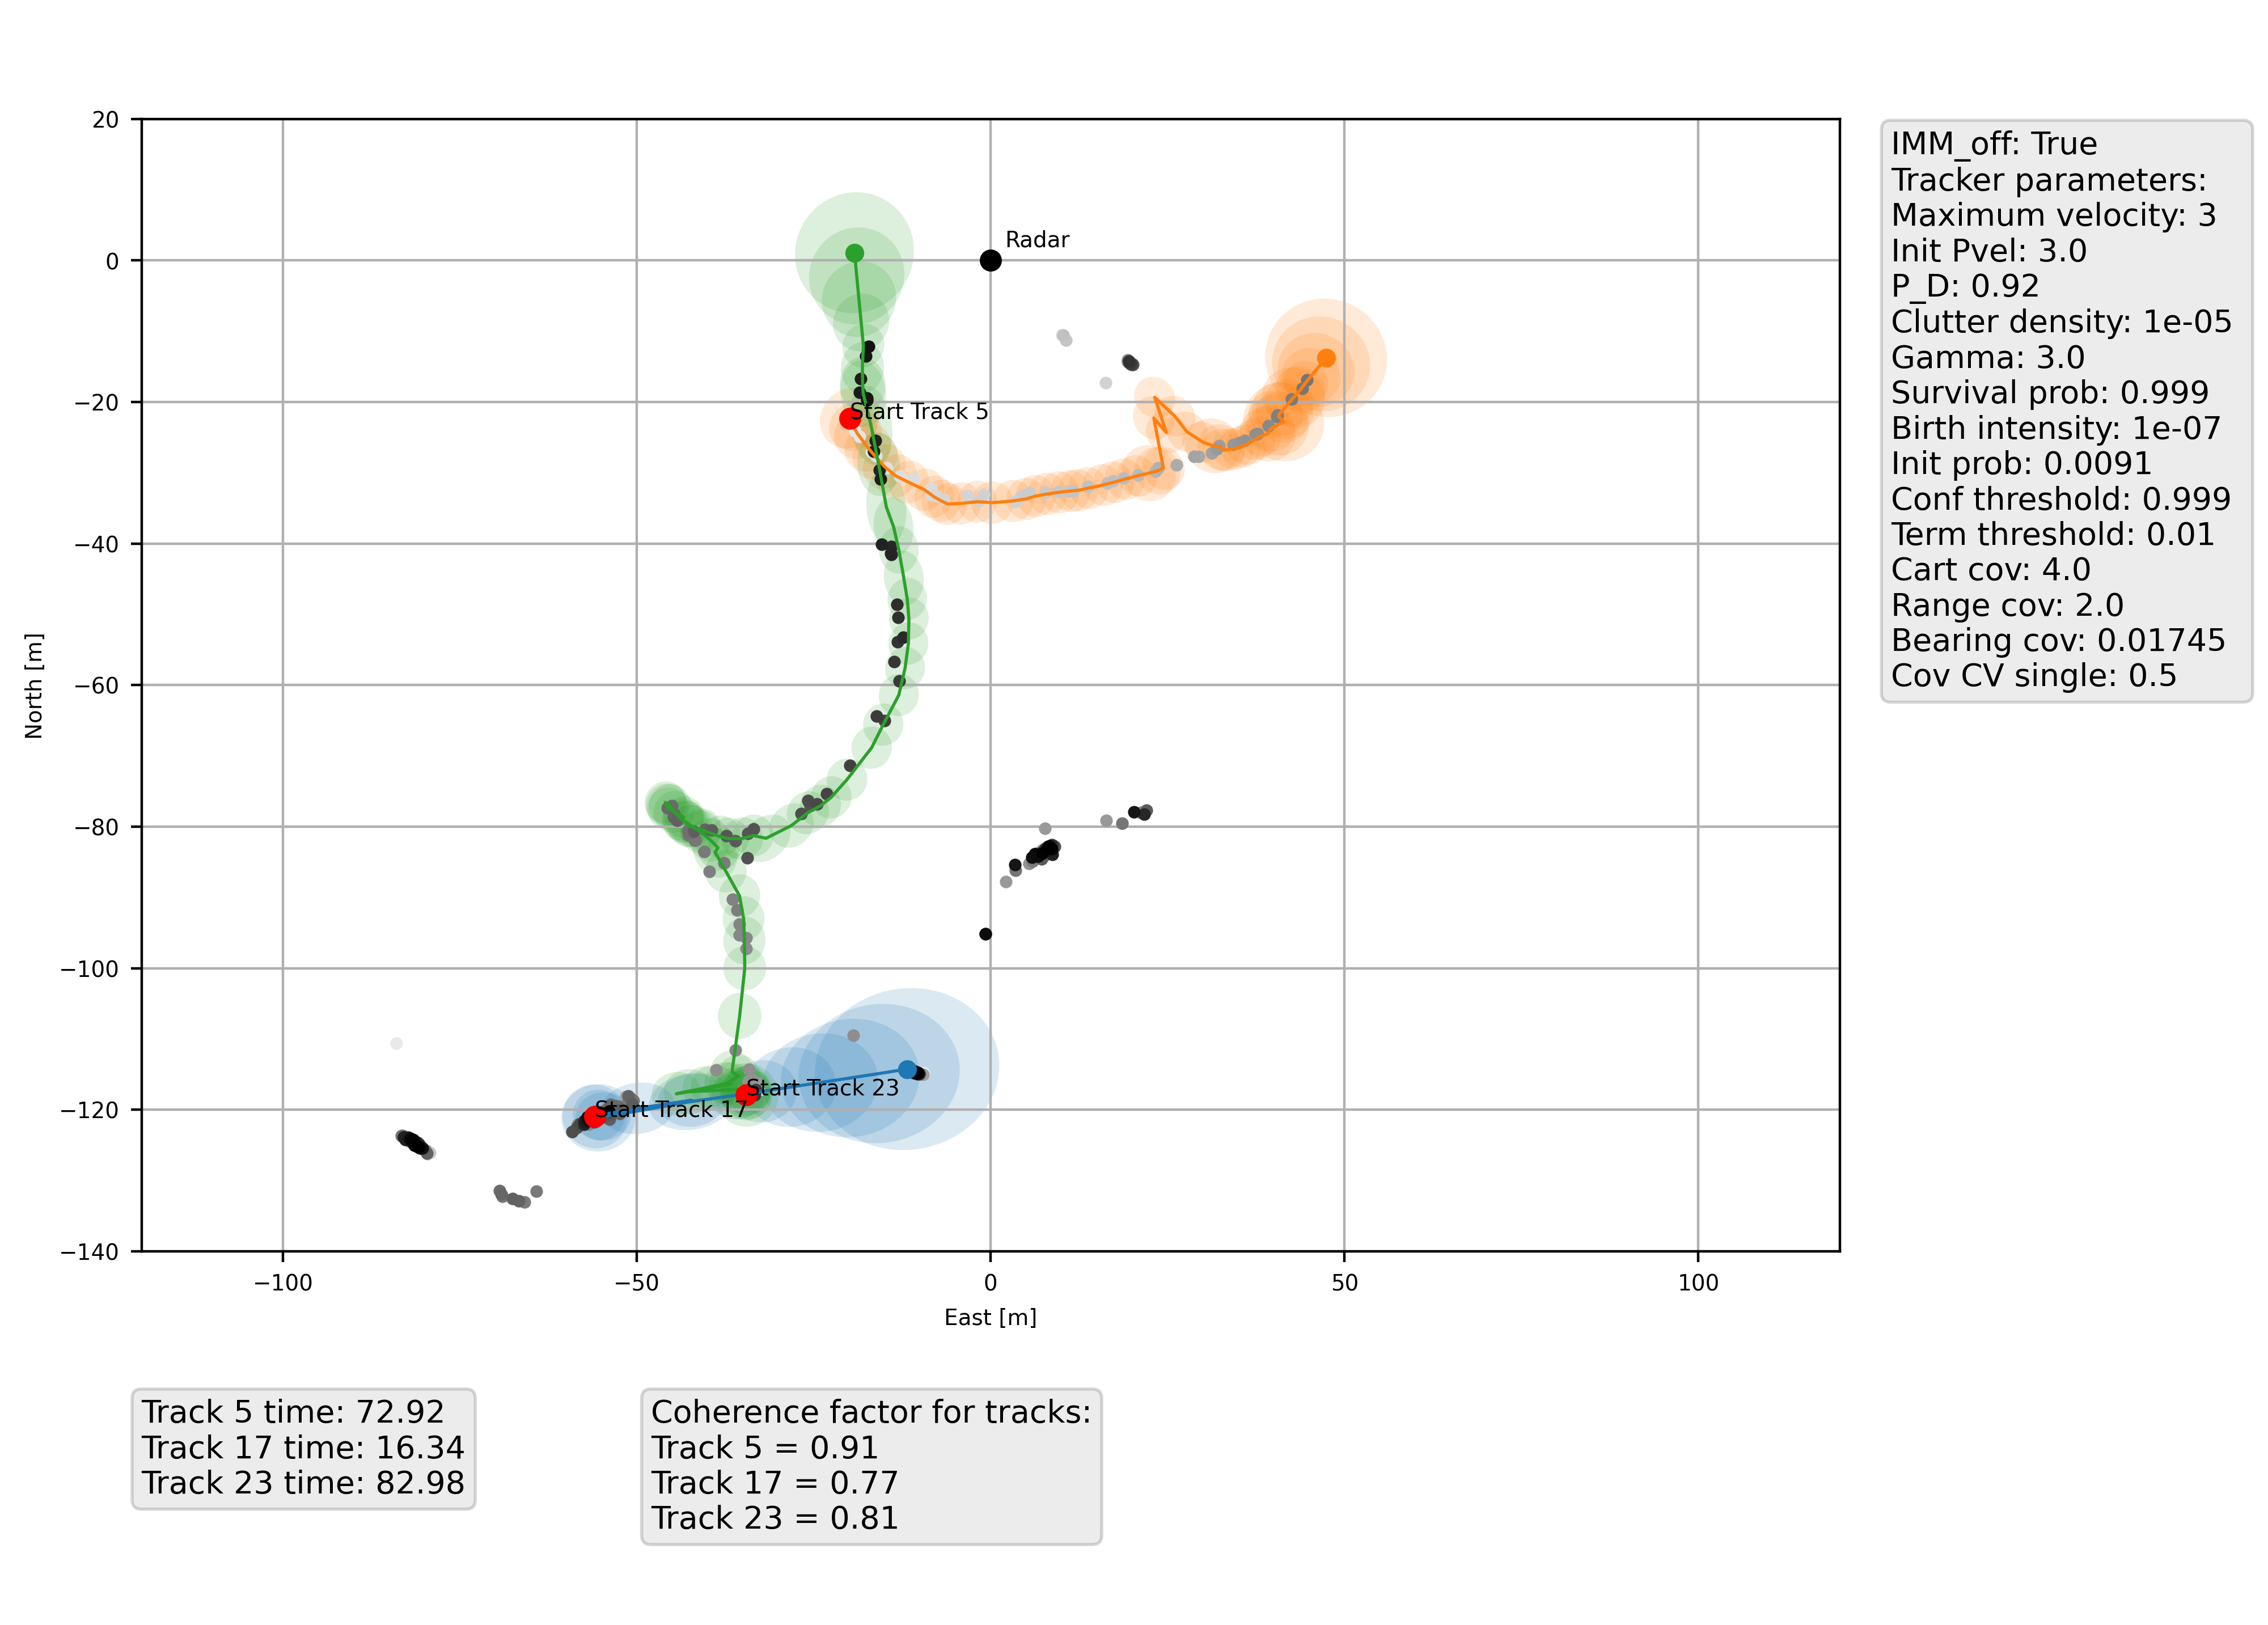 20
0
−20
−40
−60
−80
−100
−120
−140
−100
−50
0
50
100
East [m]
North [m]
Radar
Start Track 5
Start Track 23
Start Track 17
IMM_off: True
Tracker parameters:
Maximum velocity: 3
Init Pvel: 3.0
P_D: 0.92
Clutter density: 1e-05
Gamma: 3.0
Survival prob: 0.999
Birth intensity: 1e-07
Init prob: 0.0091
Conf threshold: 0.999
Term threshold: 0.01
Cart cov: 4.0
Range cov: 2.0
Bearing cov: 0.01745
Cov CV single: 0.5
Track 5 time: 72.92
Track 17 time: 16.34
Track 23 time: 82.98
Coherence factor for tracks:
Track 5 = 0.91
Track 17 = 0.77
Track 23 = 0.81